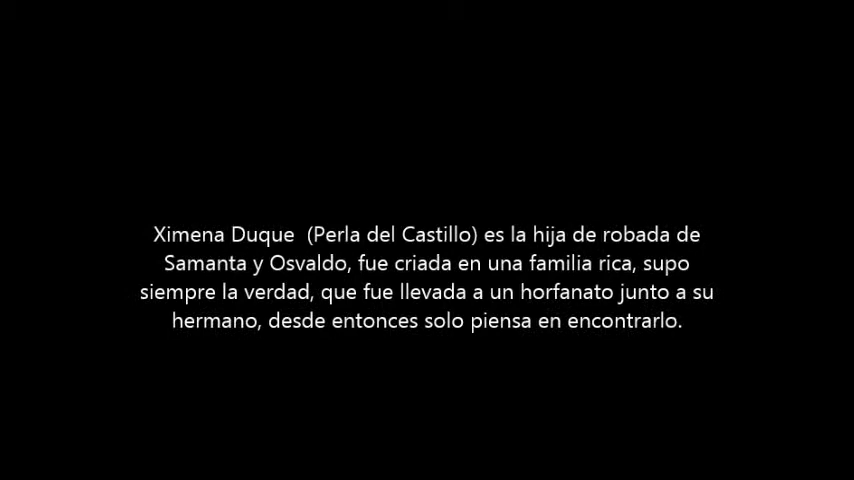 Ximena Duque  (Perla del Castillo) es la hija de robada de
Samanta y Osvaldo, fue criada en una familia rica, supo
siempre la verdad, que fue llevada a un horfanato junto a su
hermano, desde entonces solo piensa en encontrarlo.